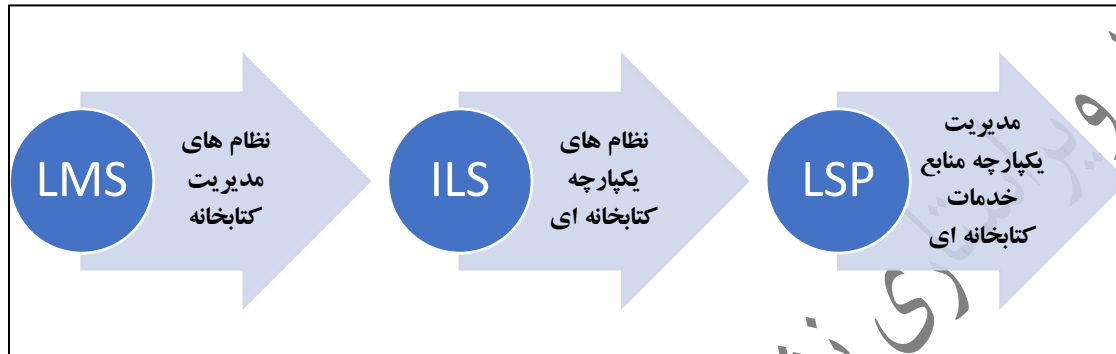 LMS
نظام های
مدیریت
کتابخانه
ILS
نظام های
یکپارچه
کتابخانه ای
LSP
مدیریت
یکپارچه منابع
خدمات
کتابخانه ای